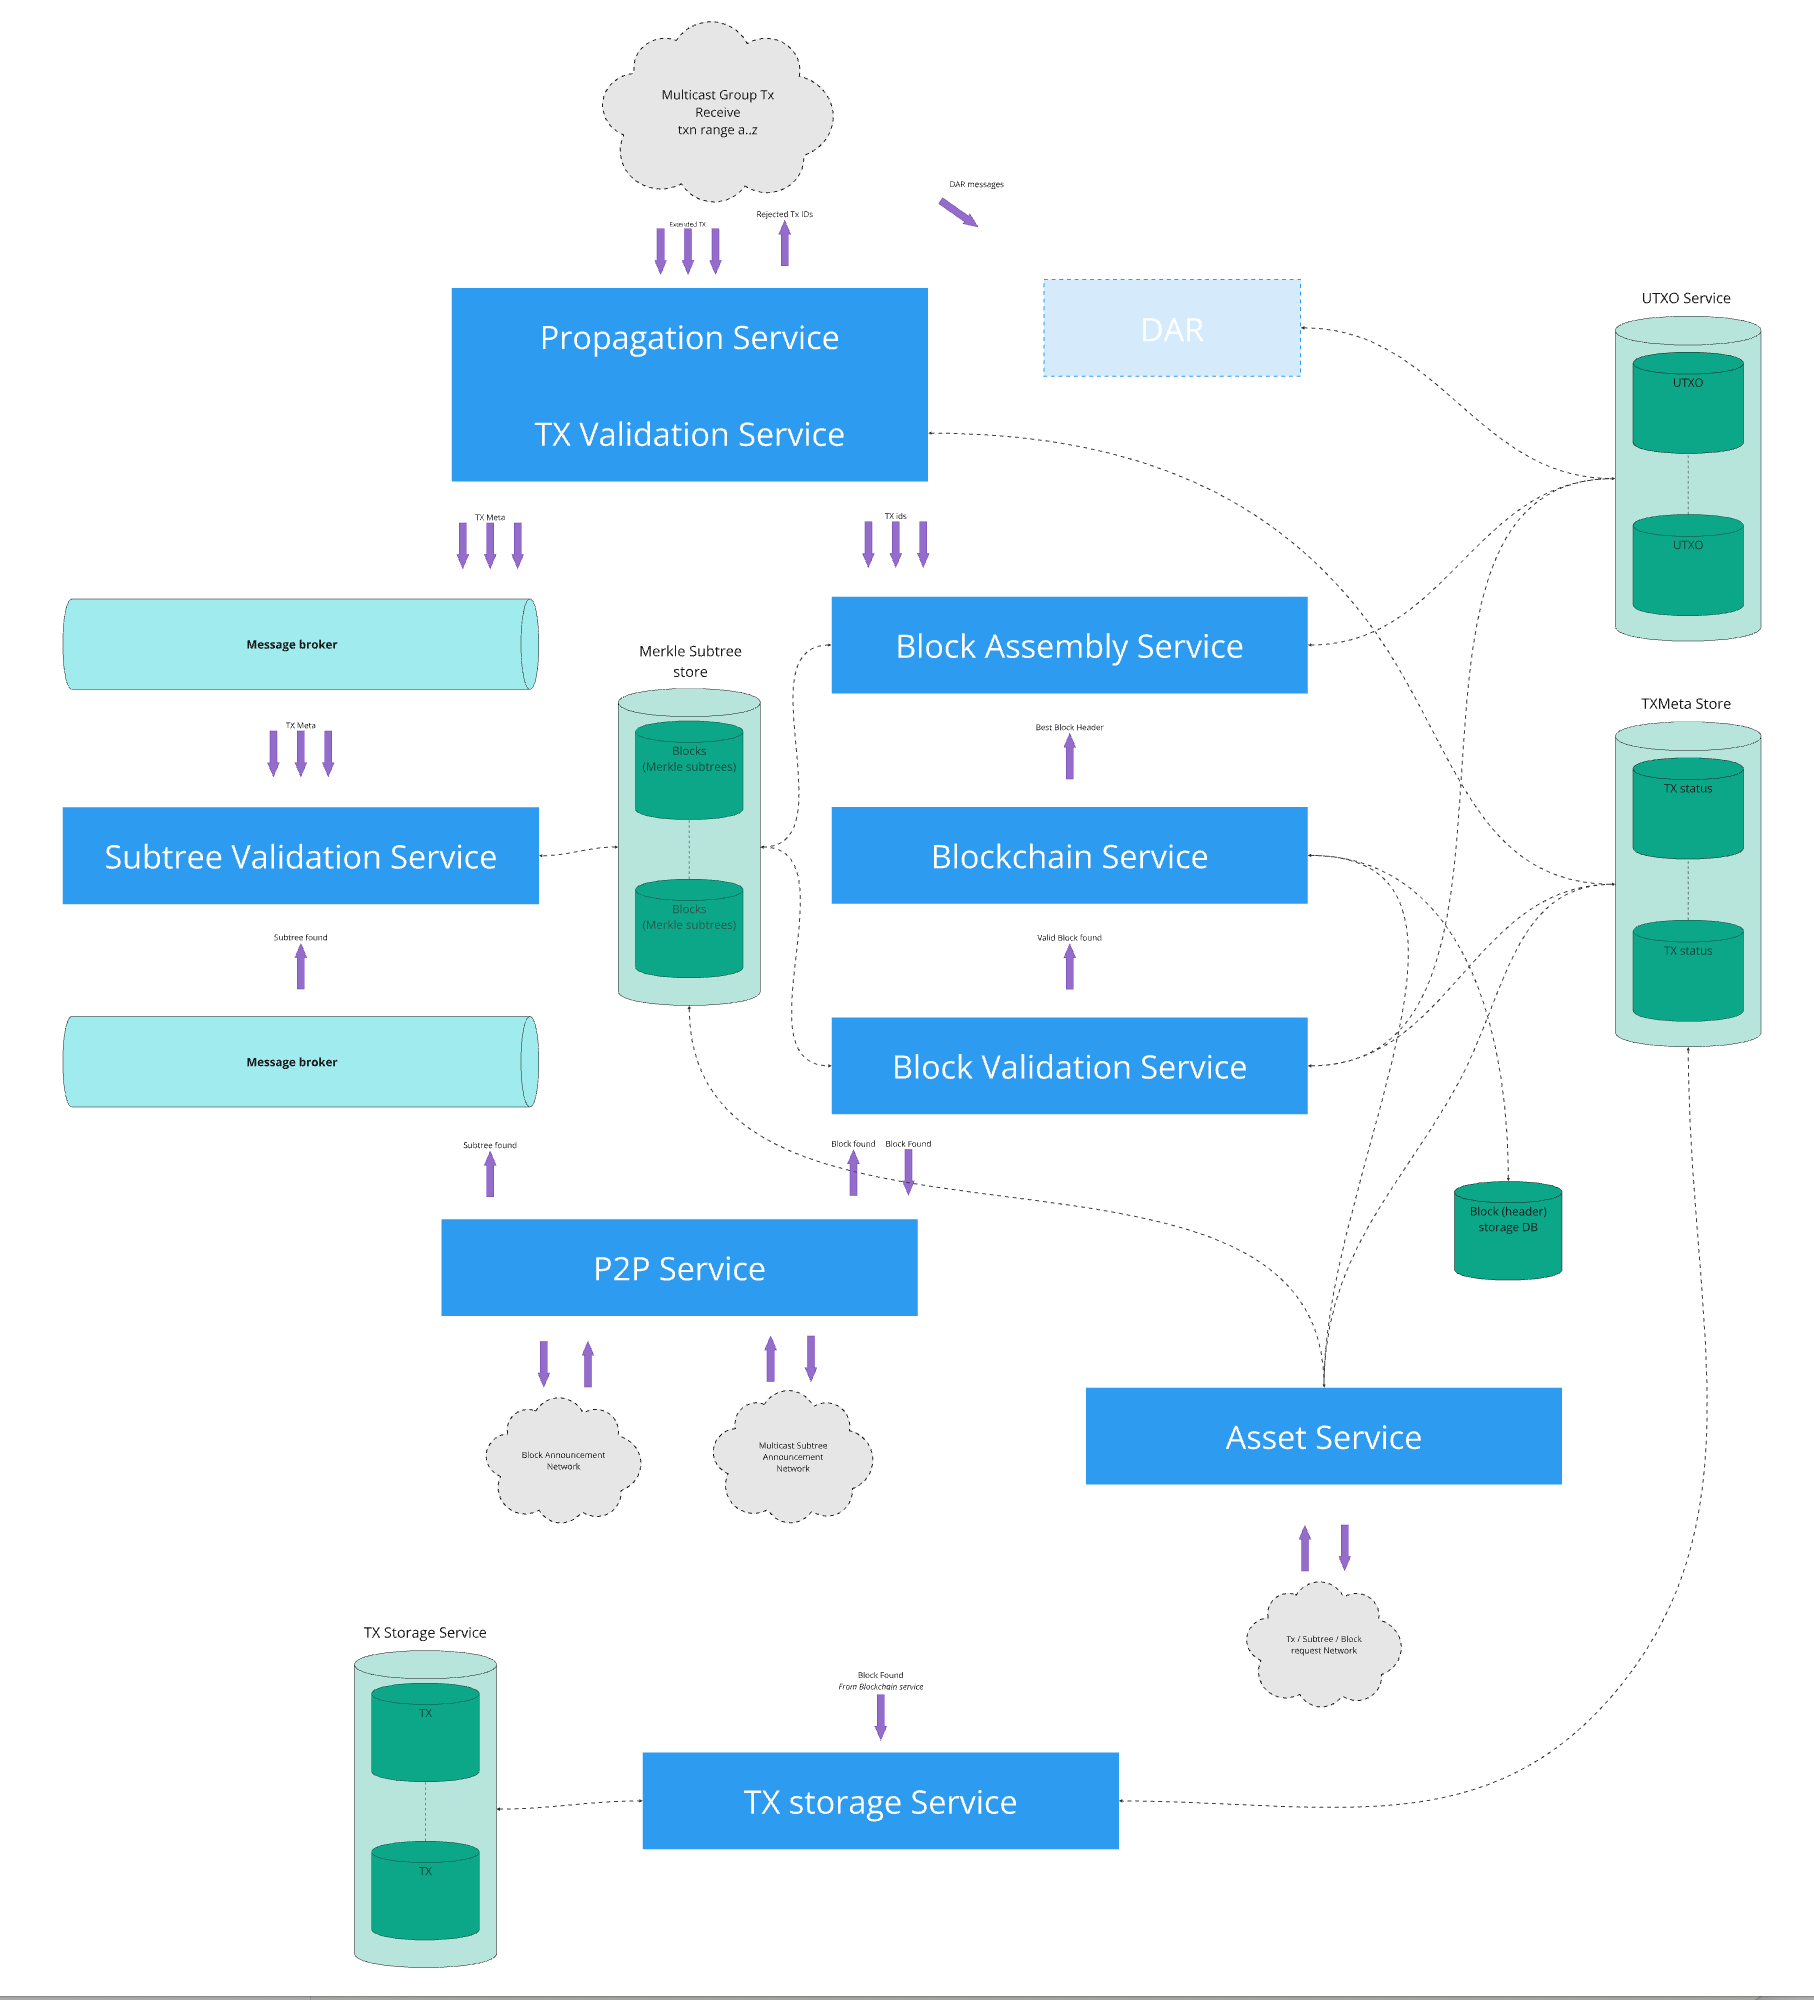 Multicast Group Tx
Receive
txn range a..z
DAR messages
Rejected Tx IDs
Extended TX
Propagation Service
DAR
UTXO Service
UTXO
TX Validation Service
UTXO
TX Meta
TX ids
Message broker
Block Assembly Service
Merkle Subtree
store
TXMeta Store
TX Meta
Best Block Header
Blocks
(Merkle subtrees)
TX status
Subtree Validation Service
Blockchain Service
Blocks
(Merkle subtrees)
Subtree found
Valid Block found
TX status
Message broker
Block Validation Service
Subtree found
Block found
Block Found
Block (header)
storage DB
P2P Service
Asset Service
Block Announcement
Network
Multicast Subtree
Announcement
Network
TX Storage Service
Tx / Subtree / Block
request Network
Block Found
From Blockchain service
TX
TX storage Service
TX